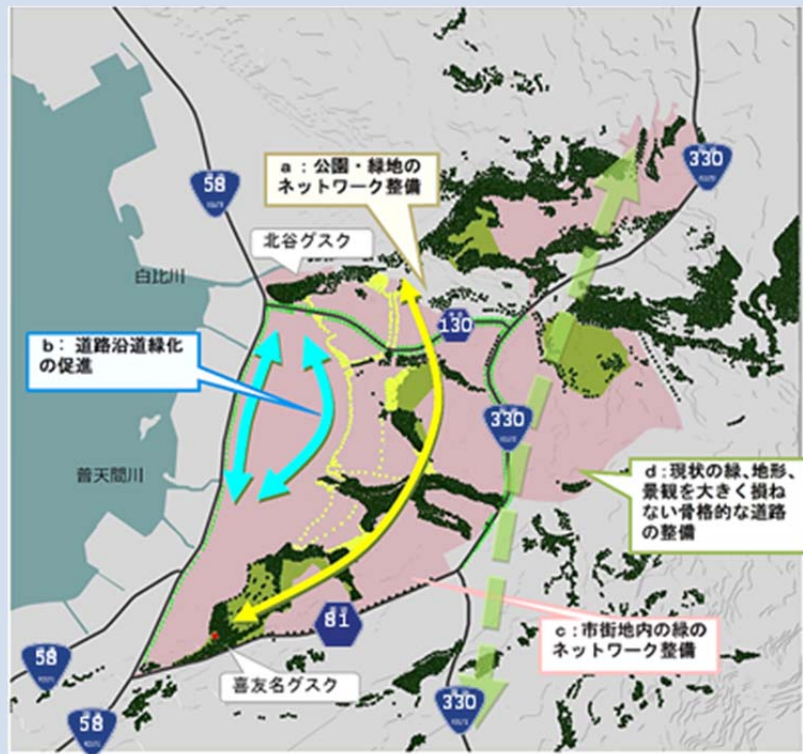 58
330
a：公園・緑地の
ネットワーク整備
北谷グスク
白比川
130
b：道路沿道緑化
の促進
330
普天間川
d：現状の緑、地形、
景観を大きく損ね
ない骨格的な道路
の整備
81
c：市街地内の緑の
ネットワーク整備
58
喜友名グスク
330
58